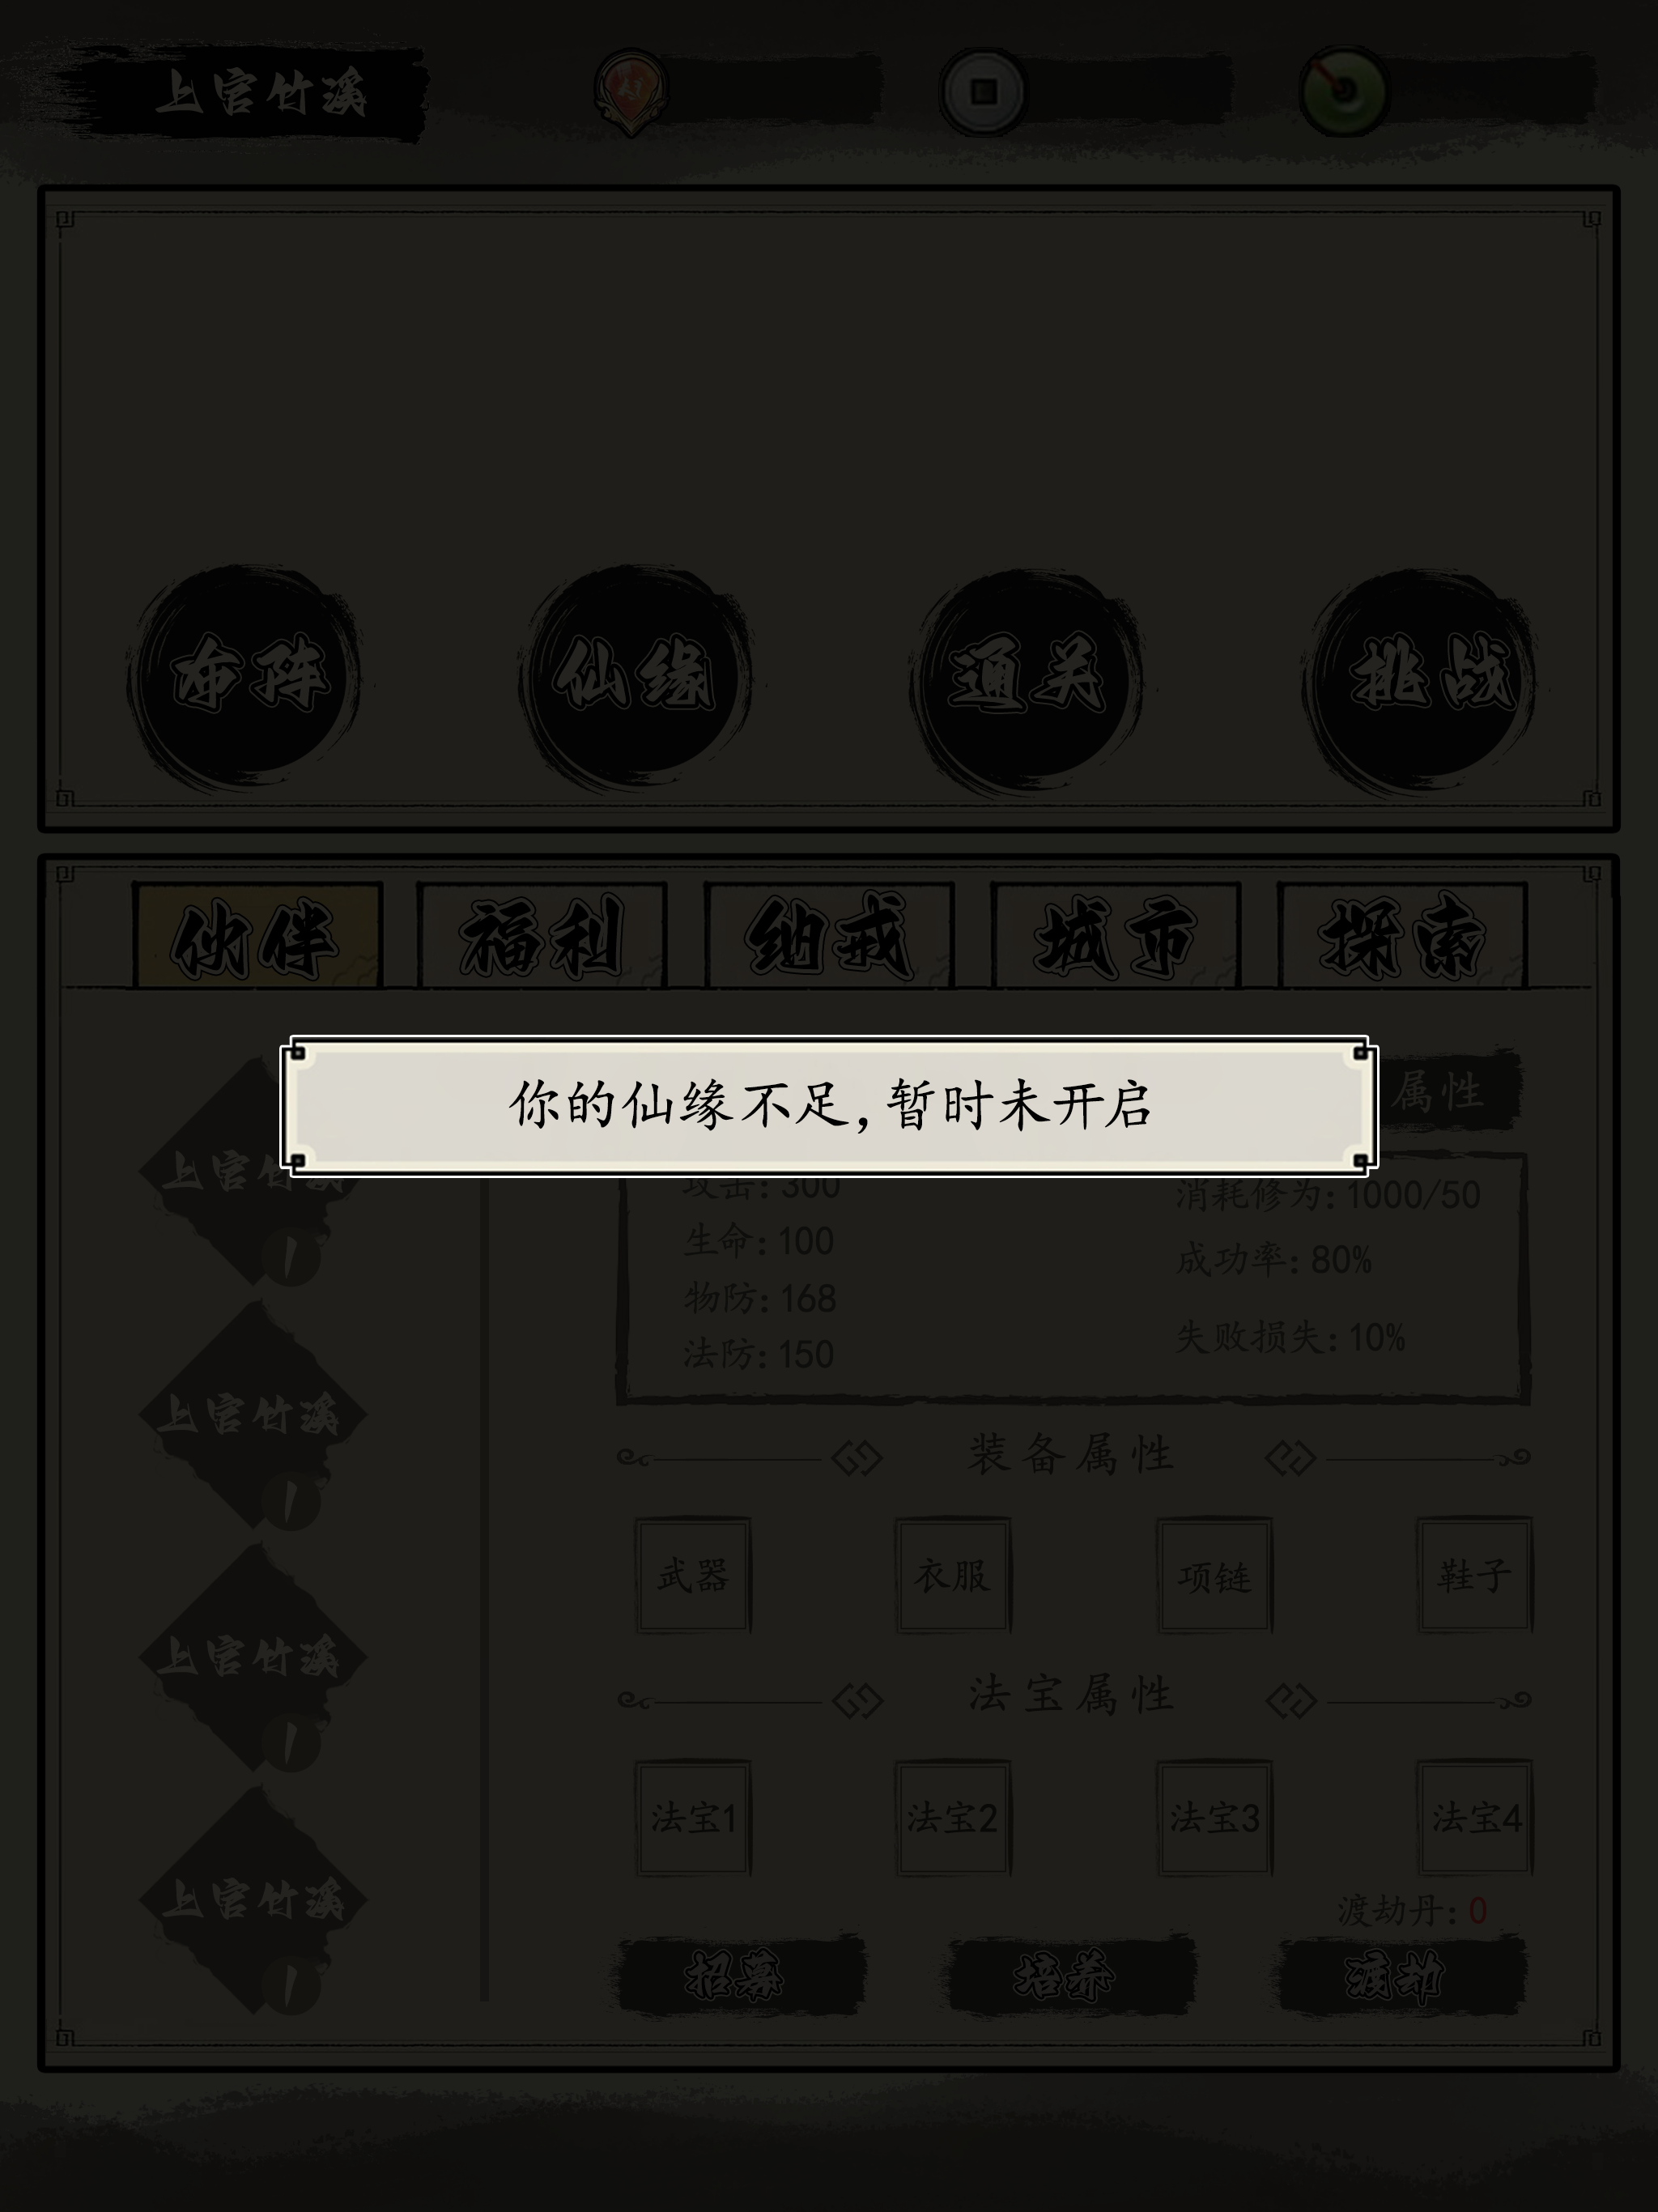 上官竹溪
布阵 仙缘 通关 挑战
伙伴 福利 纳戒 城市 探索
你的仙缘不足,暂时未开启
属性
上官竹溪
攻击:300
消耗修为:1000/50
生命:100
成功率:80%
物防:168
失败损失:10%
法防:150
上官竹溪
装备属性
武器 衣服 项链 鞋子
上官竹溪
法宝属性
法宝1 法宝2 法宝3 法宝4
上官竹溪
渡劫丹:0
招募 培养 渡劫